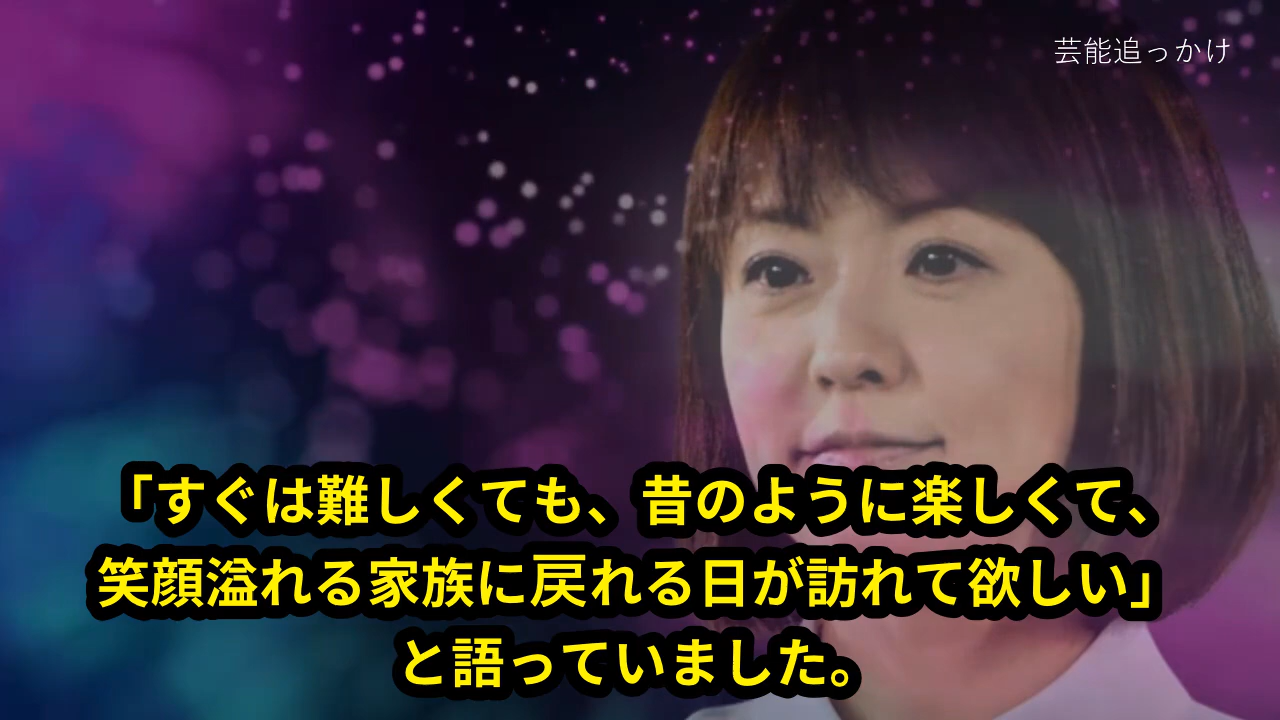 芸能追っかけ
「すぐは難しくても、昔のように楽しくて、
笑顔溢れる家族に戻れる日が訪れて欲しい」
と語っていました。